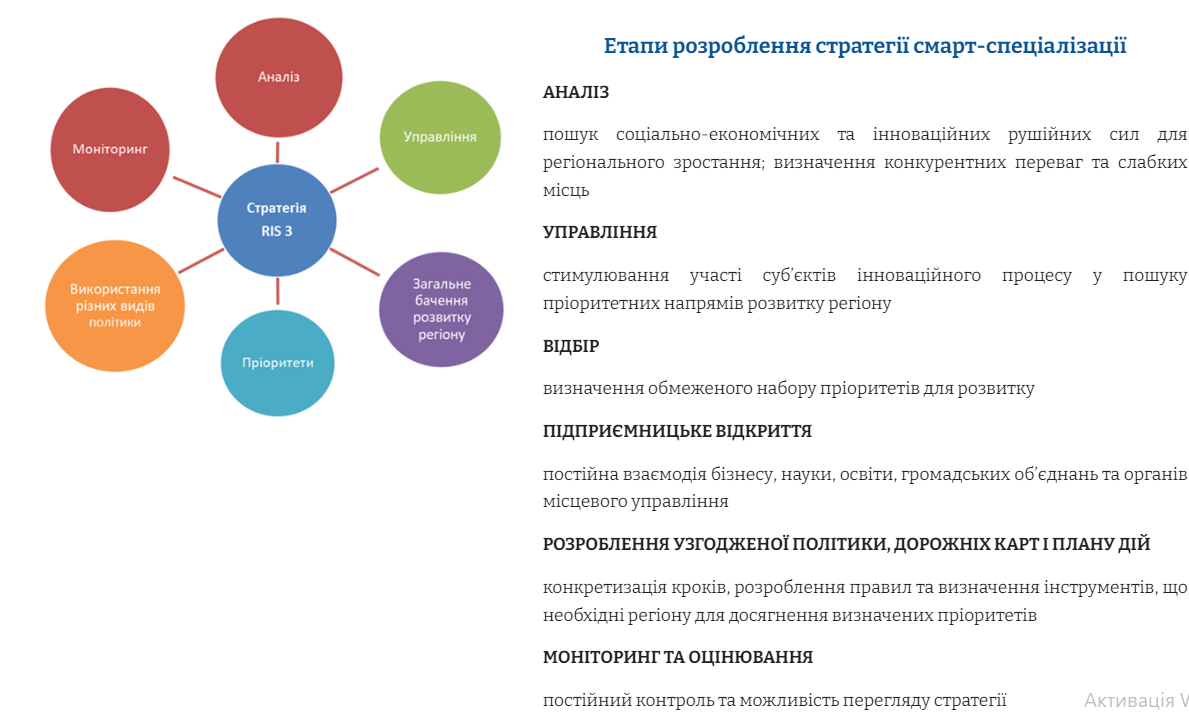 Аналіз
Управління
Моніторинг
Стратегія
RIS 3
Загальне
бачення
розвитку
регіону
Використання
різних видів
політики
Пріоритети
Етапи розроблення стратегії смарт-спеціалізації
АНАЛІЗ
пошук соціально-економічних та інноваційних рушійних сил для
регіонального зростання; визначення конкурентних переваг та слабких
місць
УПРАВЛІННЯ
стимулювання участі суб’єктів інноваційного процесу у пошуку
пріоритетних напрямів розвитку регіону
ВІДБІР
визначення обмеженого набору пріоритетів для розвитку
ПІДПРИЄМНИЦЬКЕ ВІДКРИТТЯ
постійна взаємодія бізнесу, науки, освіти, громадських об’єднань та органів
місцевого управління
РОЗРОБЛЕННЯ УЗГОДЖЕНОЇ ПОЛІТИКИ, ДОРОЖНІХ КАРТ І ПЛАНУ ДІЙ
конкретизація кроків, розроблення правил та визначення інструментів, що
необхідні регіону для досягнення визначених пріоритетів
МОНІТОРИНГ ТА ОЦІНЮВАННЯ
постійний контроль та можливість перегляду стратегії
Активація